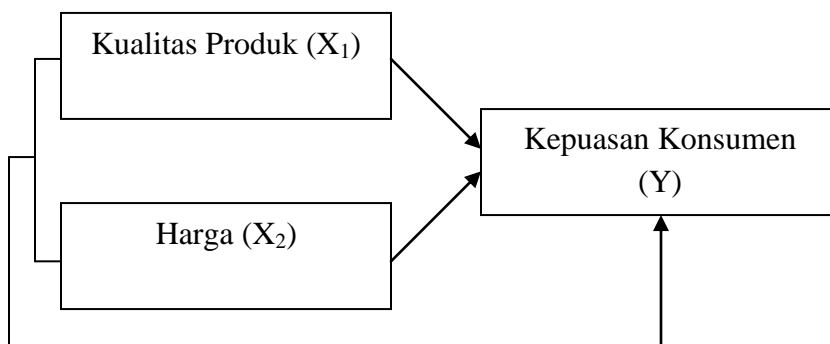 Kualitas Produk (X₁)
Kepuasan Konsumen
(Y)
Harga (X₂)